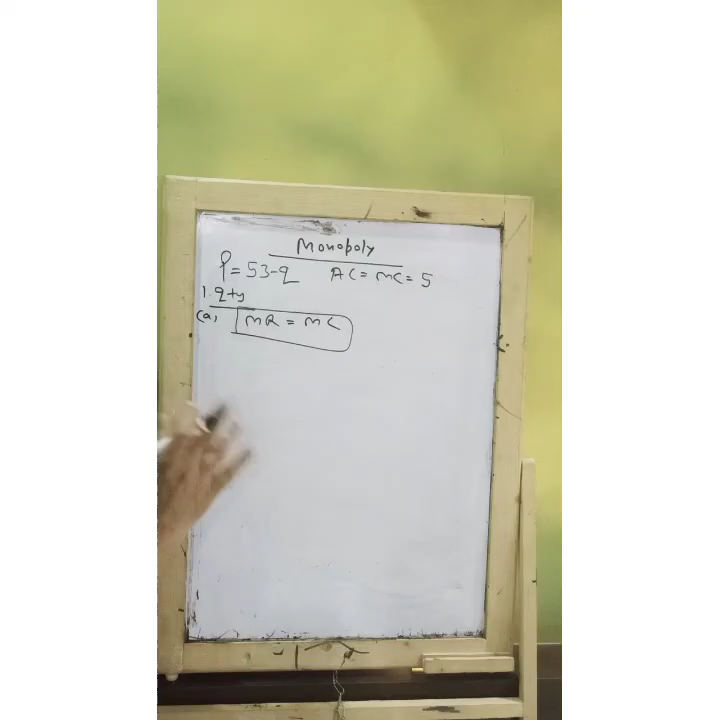 Monopoly
P = 53-q AC = MC = 5
1. qty
(a) MR = MC